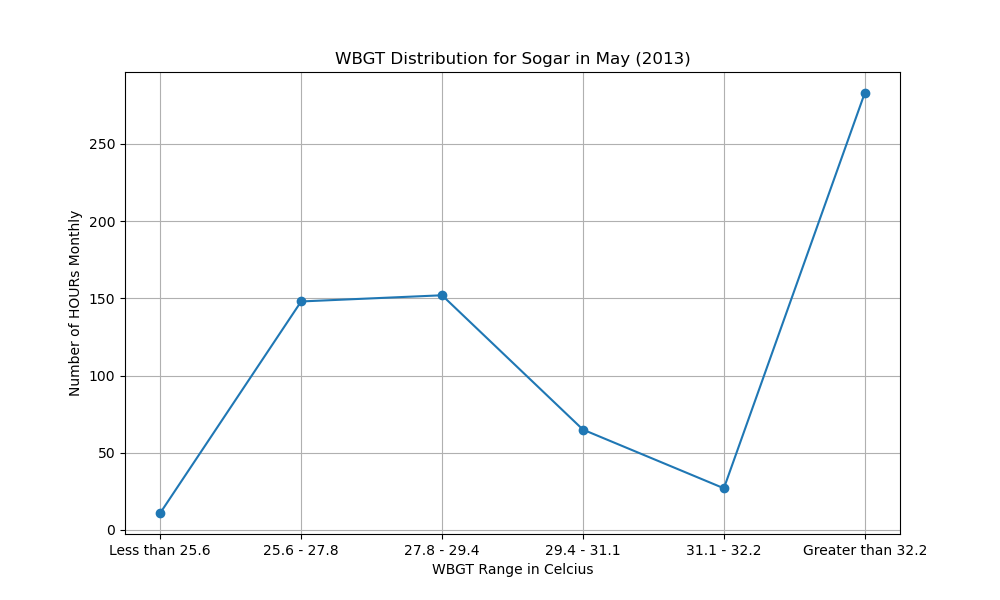 WBGT Distribution for Sogar in May (2013)
Number of HOURs Monthly
250
200
150
100
50
0
Less than 25.6
25.6 - 27.8
27.8 - 29.4
29.4 - 31.1
31.1 - 32.2
Greater than 32.2
WBGT Range in Celcius